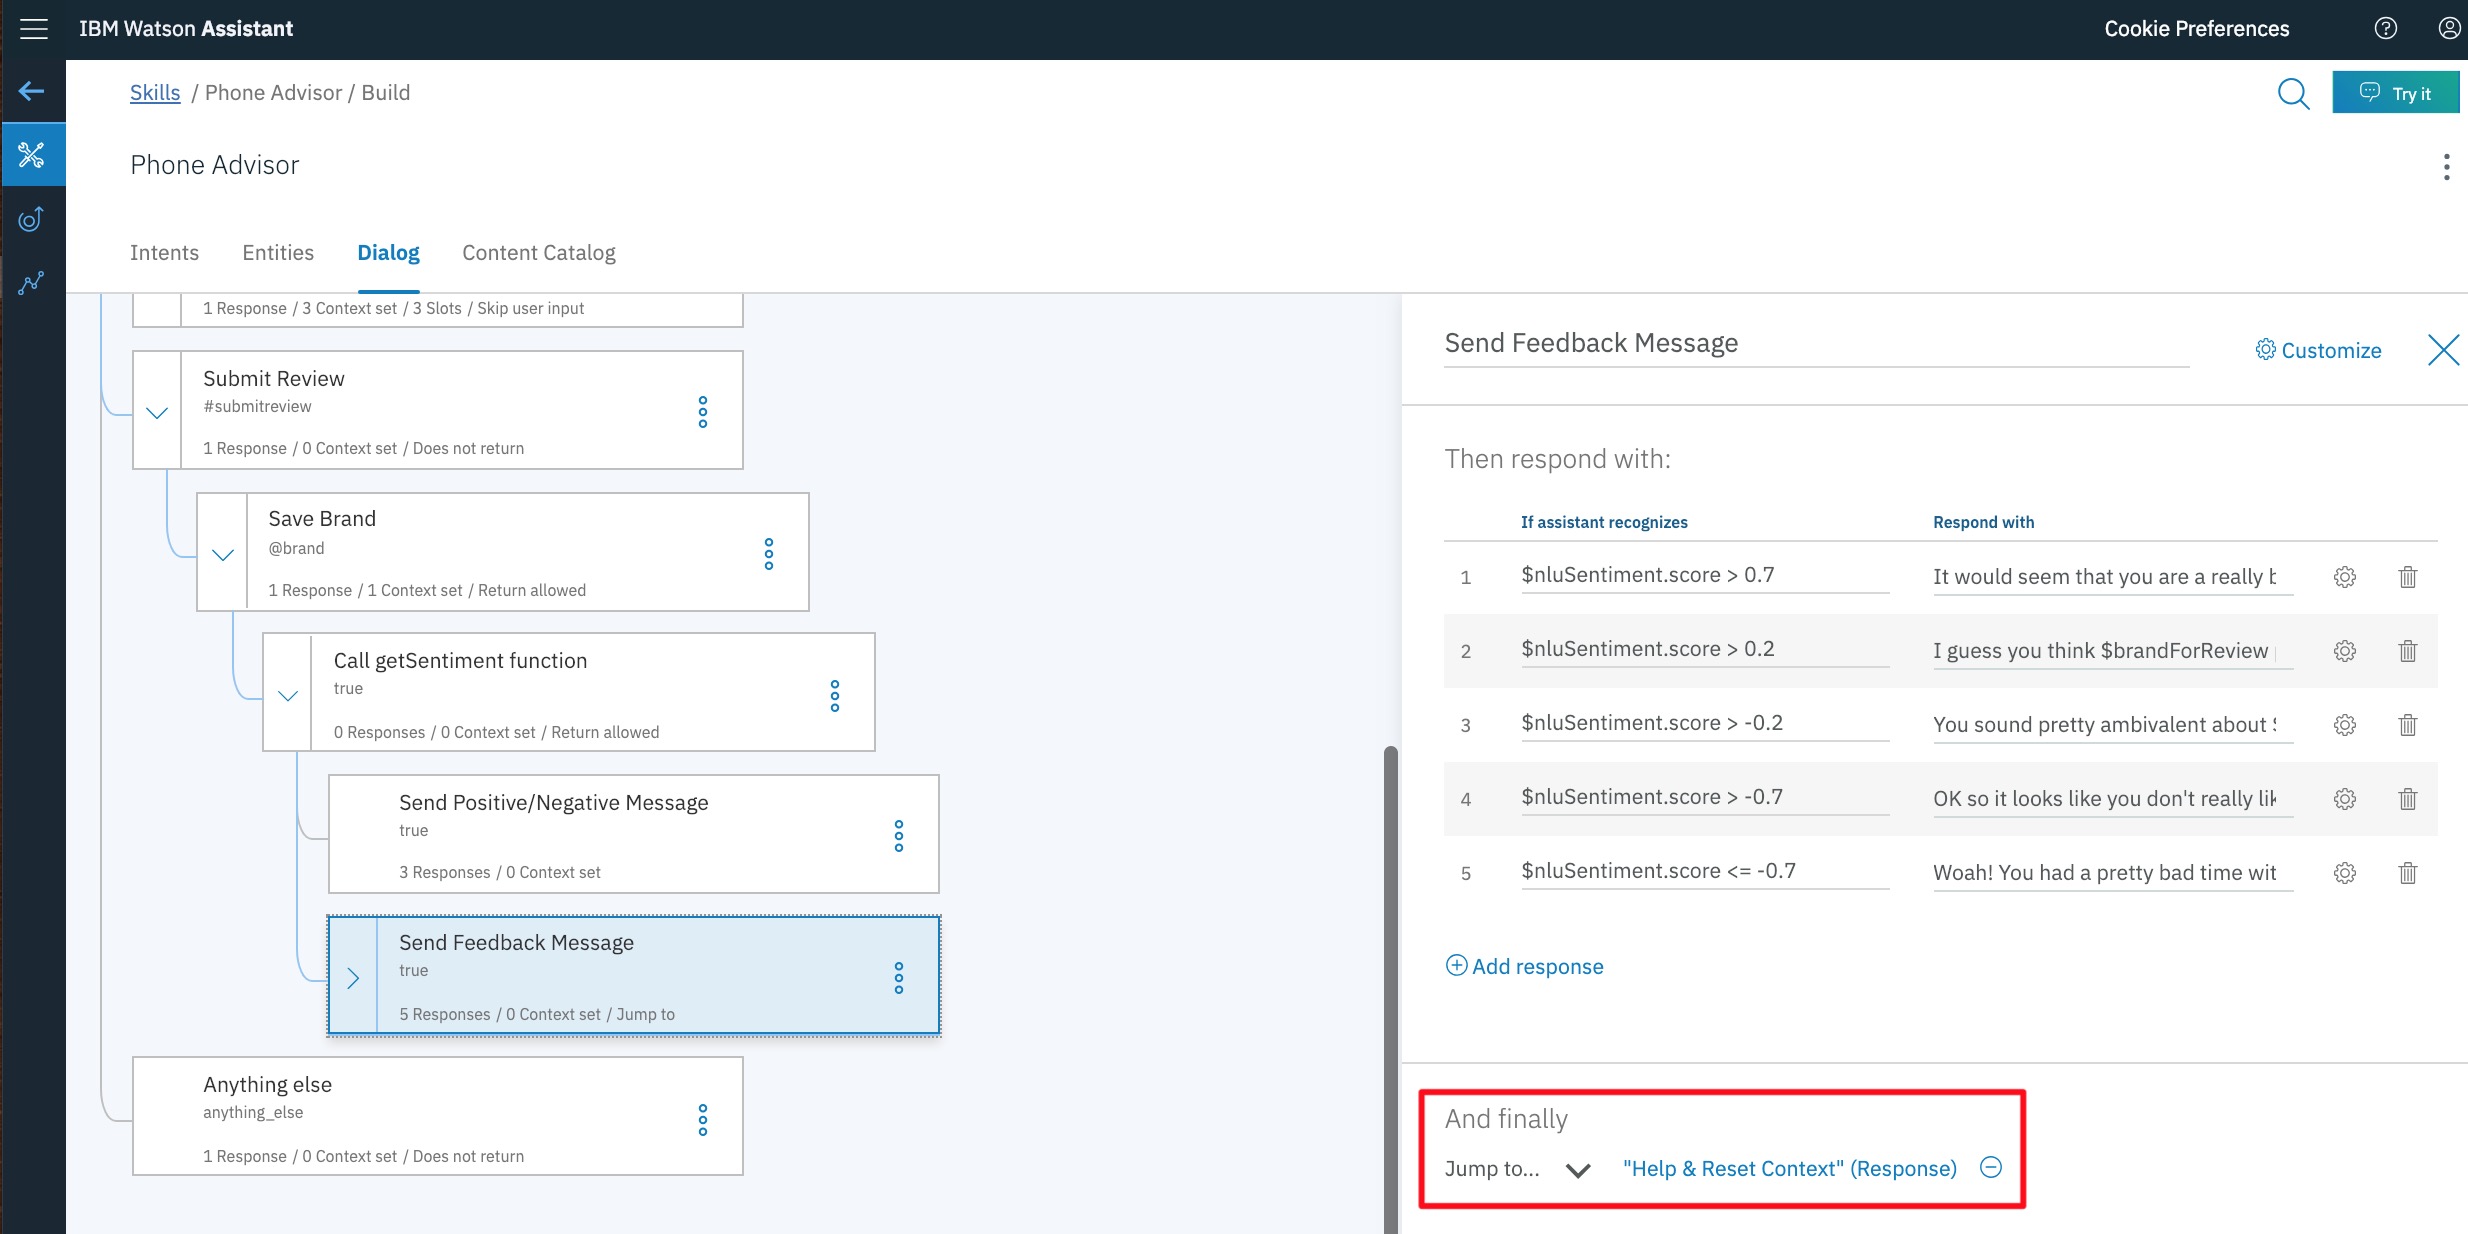 IBM Watson Assistant
Cookie Preferences
Skills / Phone Advisor / Build
Try it
Phone Advisor
Intents
Entities
Dialog
Content Catalog
1 Response / 3 Context set / 3 Slots / Skip user input
Submit Review
#submitreview
1 Response / 0 Context set / Does not return
Save Brand
@brand
1 Response / 1 Context set / Return allowed
Call getSentiment function
true
0 Responses / 0 Context set / Return allowed
Send Positive/Negative Message
true
3 Responses / 0 Context set
Send Feedback Message
true
5 Responses / 0 Context set / Jump to
Anything else
anything_else
1 Response / 0 Context set / Does not return
Send Feedback Message
Customize
Then respond with:
If assistant recognizes
Respond with
1 $nluSentiment.score > 0.7 It would seem that you are a really
2 $nluSentiment.score > 0.2 I guess you think $brandForReview
3 $nluSentiment.score > -0.2 You sound pretty ambivalent about
4 $nluSentiment.score > -0.7 OK so it looks like you don't really
5 $nluSentiment.score <= -0.7 Woah! You had a pretty bad time wit
Add response
And finally
Jump to... "Help & Reset Context" (Response)